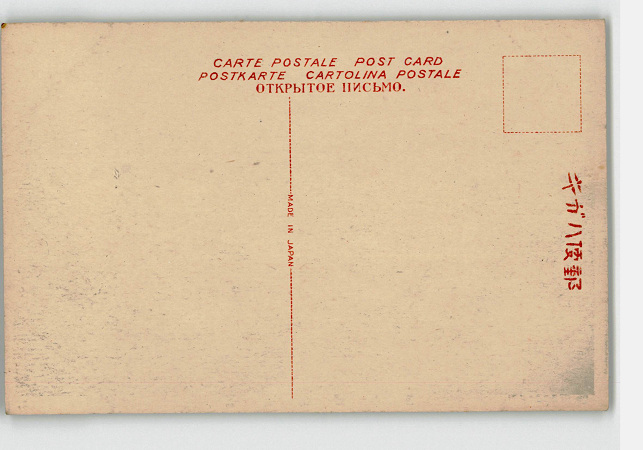 CARTE POSTALE POST CARD
POSTKARTE CARTOLINA POSTALE
ОТКРЫТОЕ ПИСЬМО.
MADE IN JAPAN
キガハ便郵